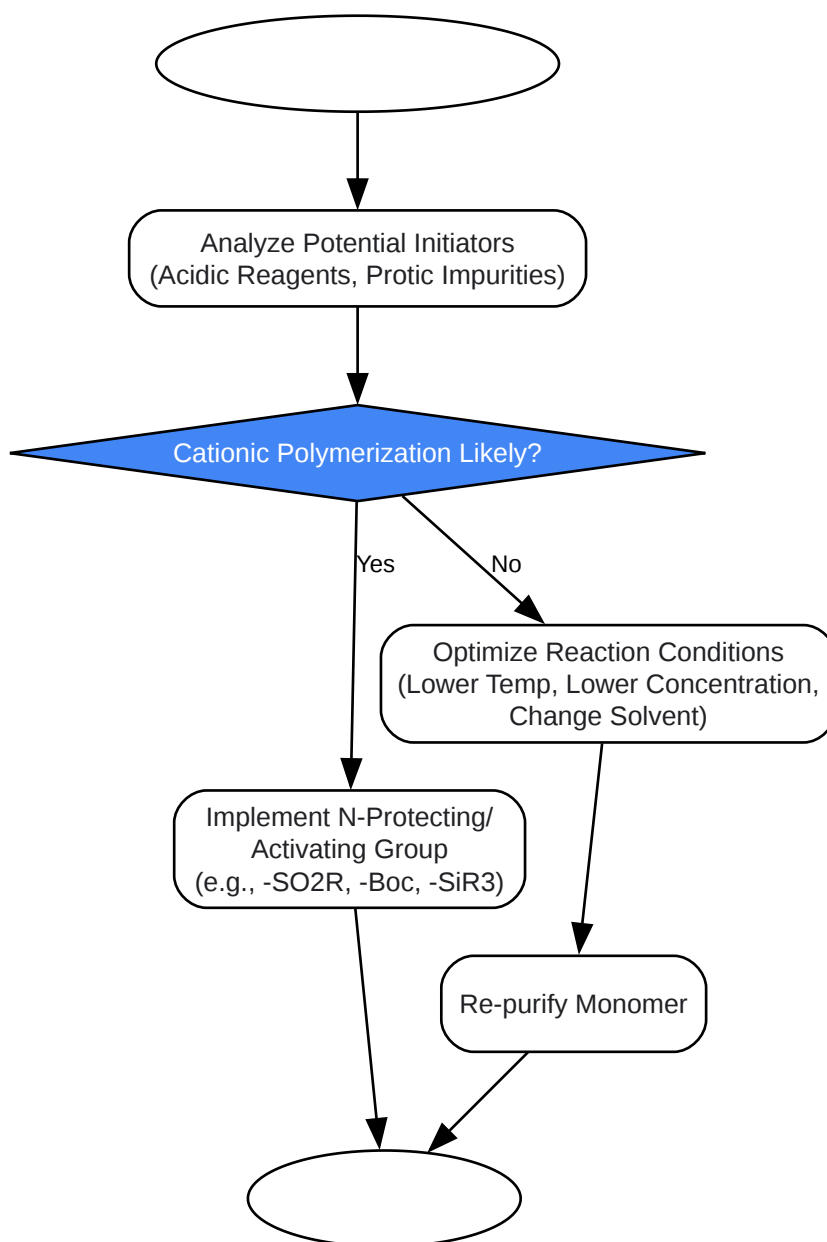 Analyze Potential Initiators
(Acidic Reagents, Protic Impurities)
Cationic Polymerization Likely?
Yes
No
Optimize Reaction Conditions
(Lower Temp, Lower Concentration,
Change Solvent)
Implement N-Protecting/
Activating Group
(e.g., -SO2R, -Boc, -SiR3)
Re-purify Monomer